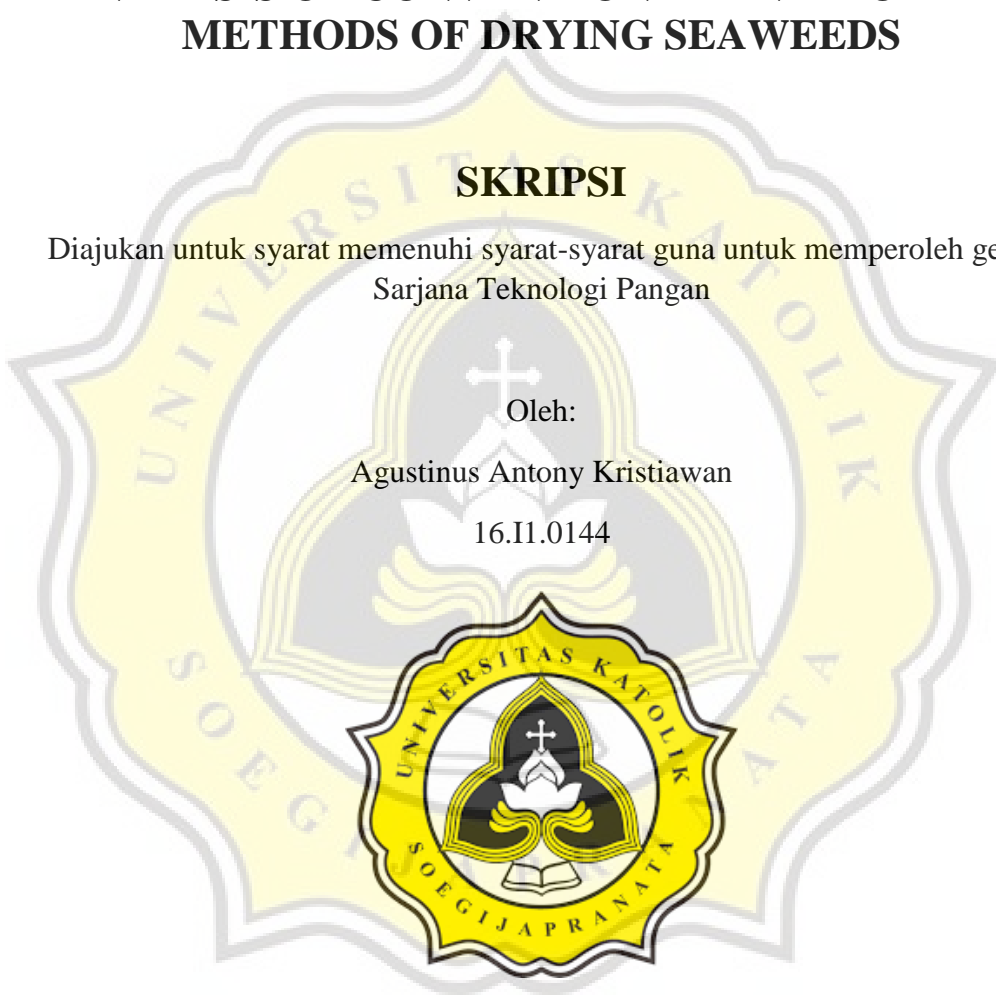 METHODS OF DRYING SEAWEEDS
SKRIPSI
Diajukan untuk syarat memenuhi syarat-syarat guna untuk memperoleh ge
Sarjana Teknologi Pangan
Oleh:
Agustinus Antony Kristiawan
16.I1.0144
UNIVERSITAS KATOLIK
SOEGIJAPRANATA